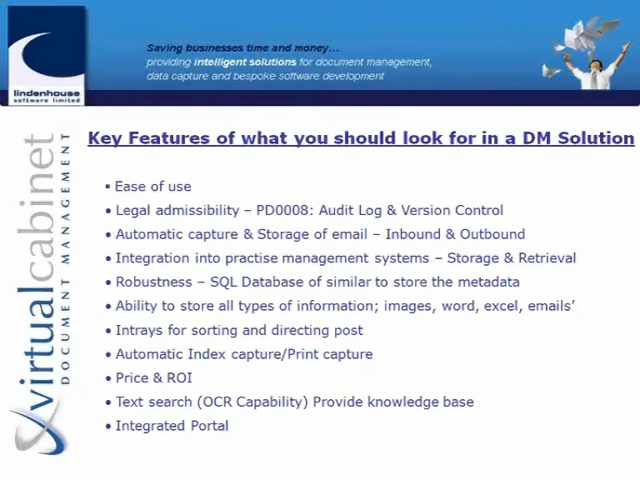 Saving businesses time and money...
providing intelligent solutions for document management,
data capture and bespoke software development
lindenhouse
software limited
Key Features of what you should look for in a DM Solution
▪ Ease of use
• Legal admissibility – PD0008: Audit Log & Version Control
• Automatic capture & Storage of email – Inbound & Outbound
• Integration into practise management systems – Storage & Retrieval
• Robustness – SQL Database of similar to store the metadata
• Ability to store all types of information; images, word, excel, emails’
• Intrays for sorting and directing post
• Automatic Index capture/Print capture
• Price & ROI
• Text search (OCR Capability) Provide knowledge base
• Integrated Portal
virtualcabinet
DOCUMENT MANAGEMENT